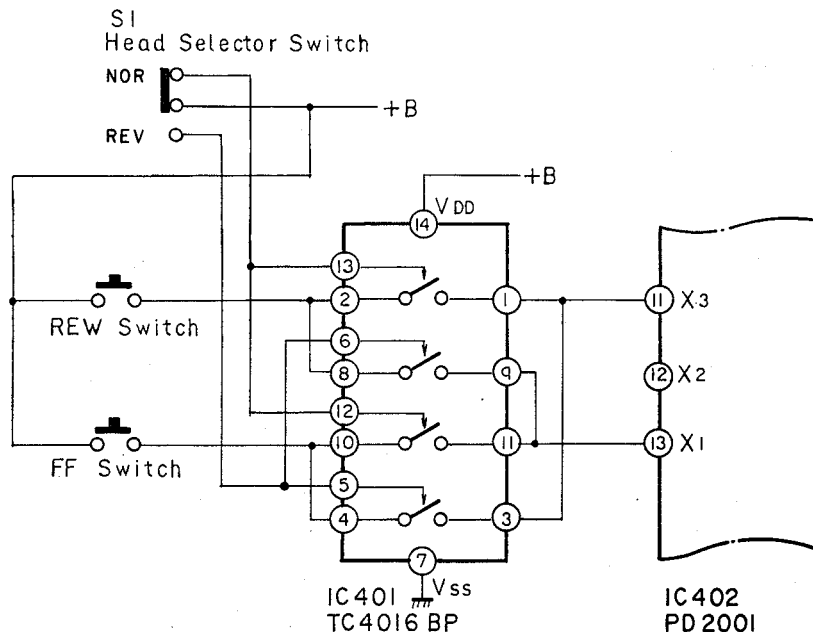 S1
Head Selector Switch
NOR
+B
REV
+B
14 VDD
13
2 1 11 X3
REW Switch
6
8 9 12 X2
12
10 11 13 X1
FF Switch
5
4 3
7
Vss
IC401 IC402
TC4016BP PD2001